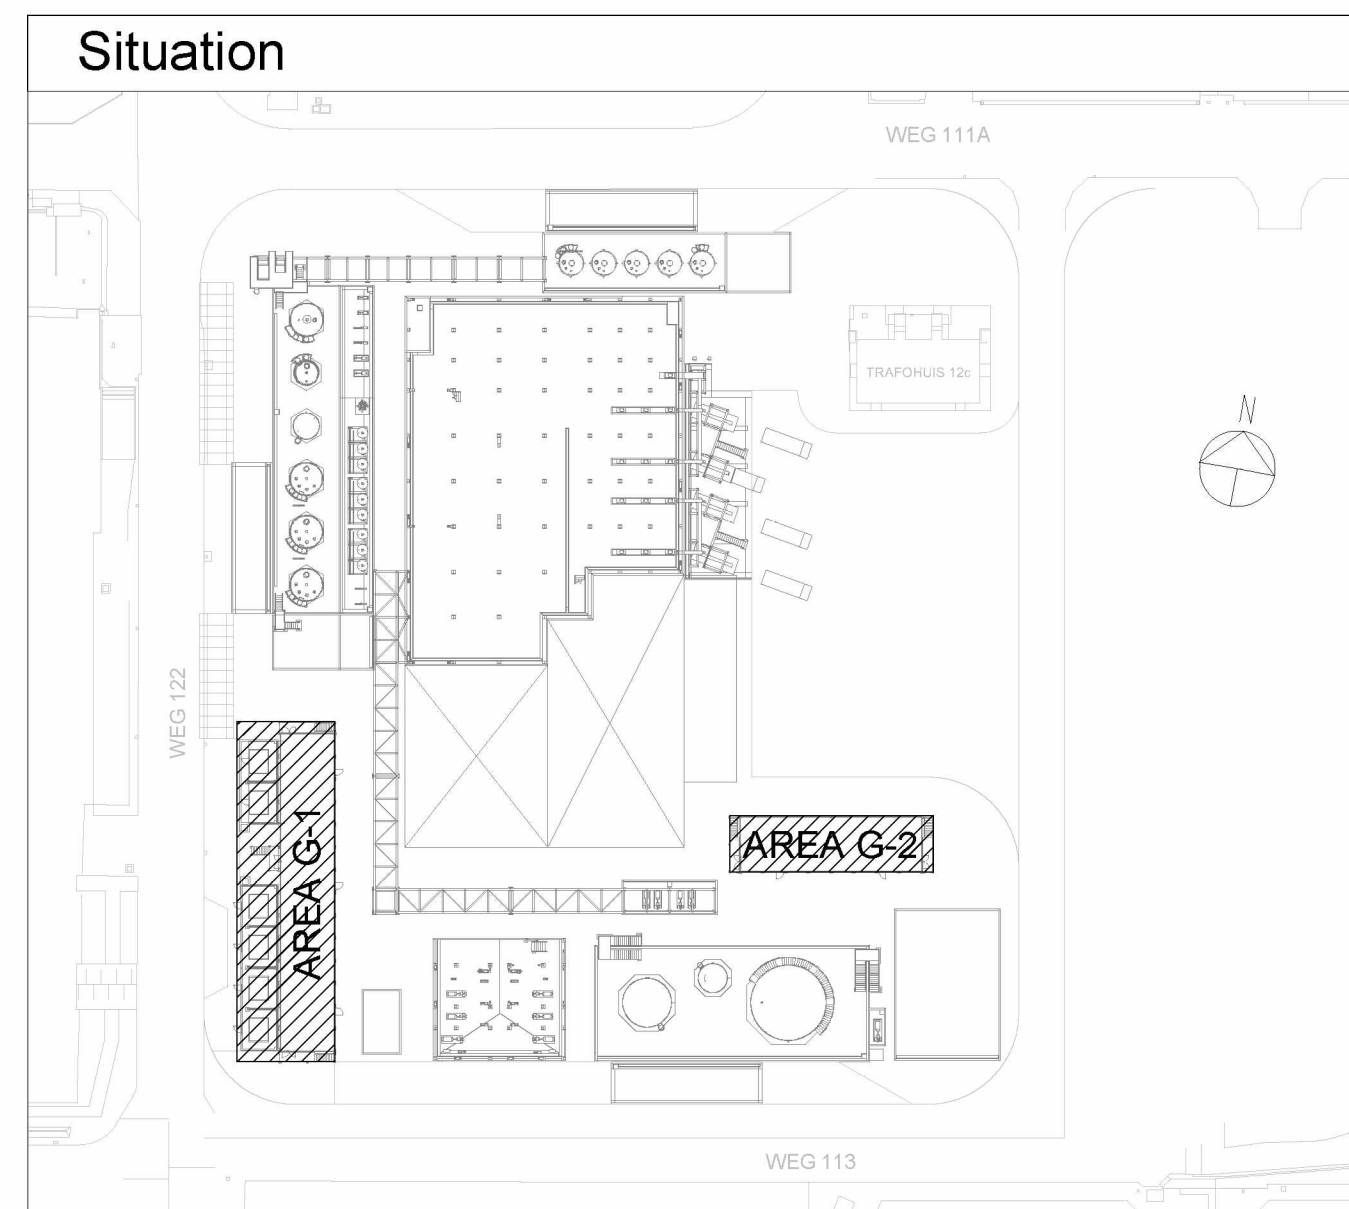 Situation
WEG 111A
TRAFOHUIS 12c
N
WEG 122
AREA G-1
AREA G-2
WEG 113